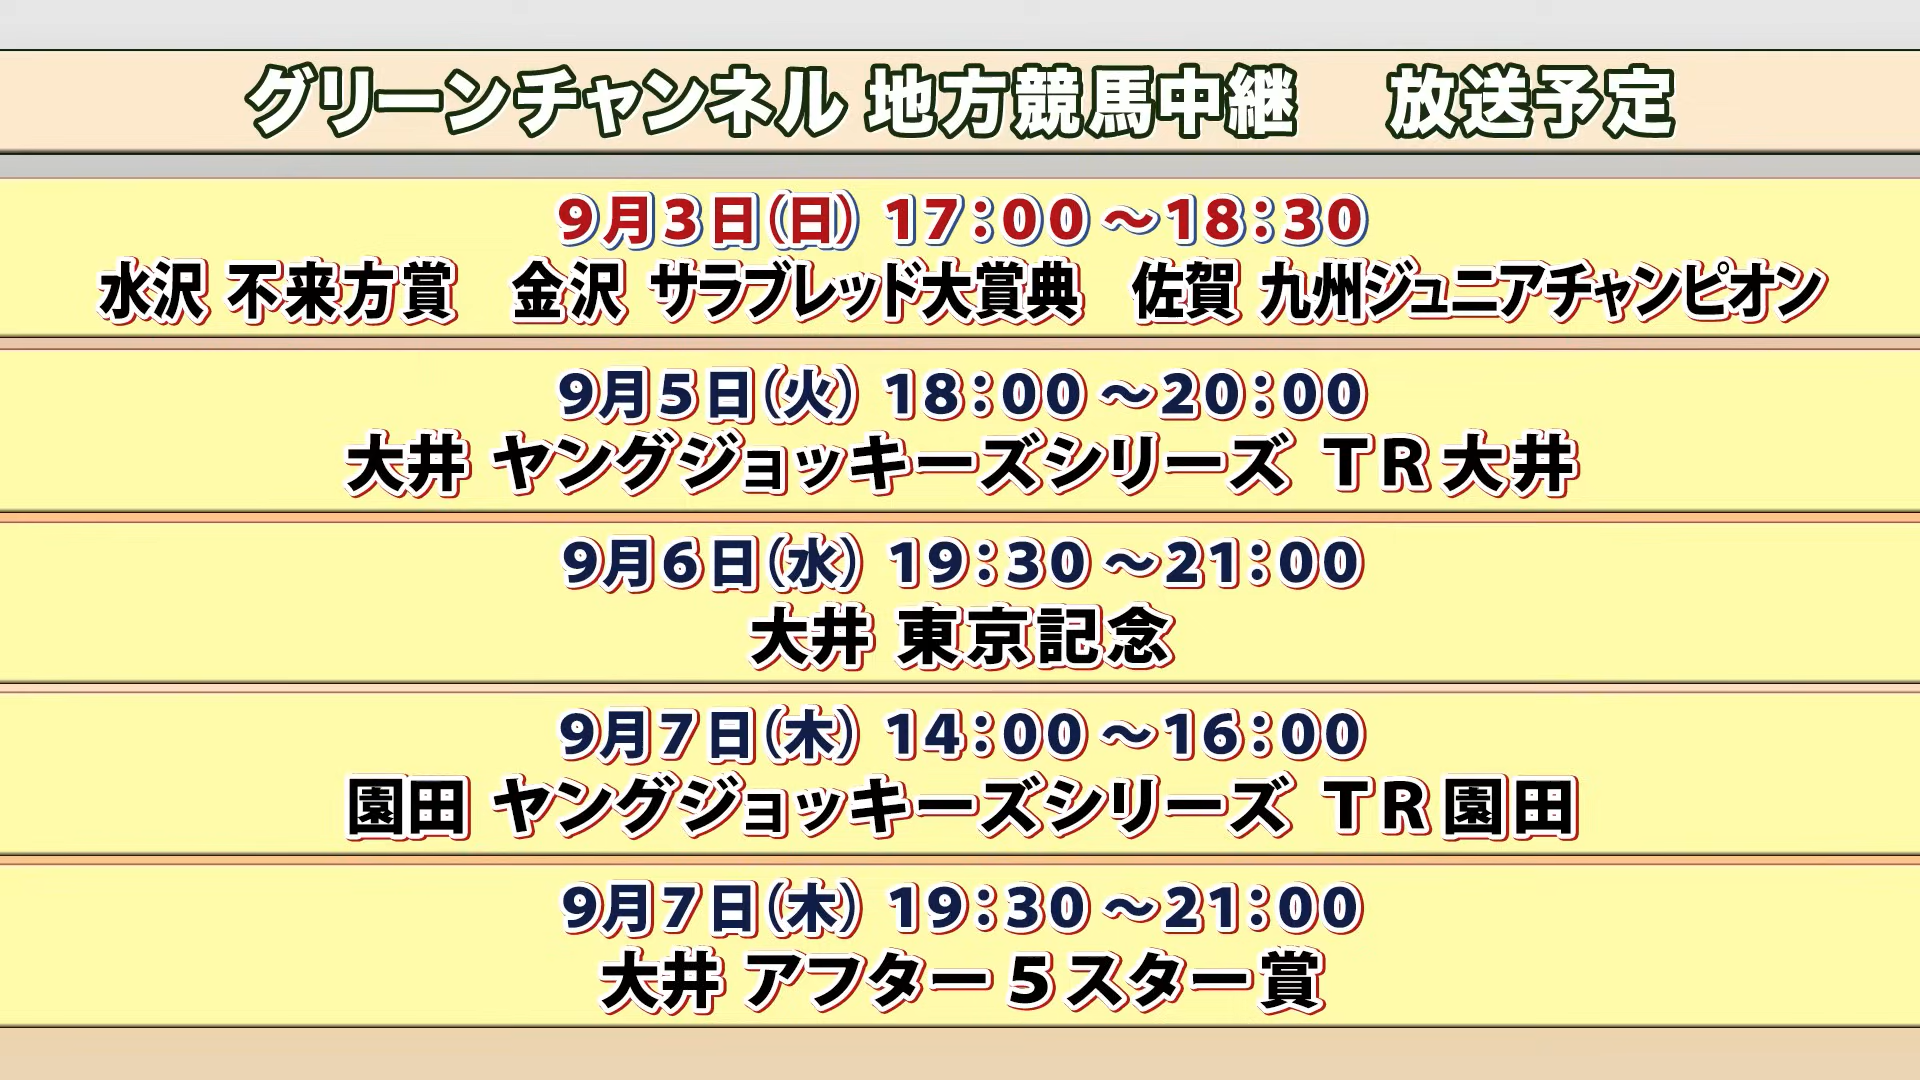 グリーンチャンネル 地方競馬中継　放送予定
9月3日(日) 17:00 ～18:30
水沢 不来方賞　金沢 サラブレッド大賞典　佐賀 九州ジュニアチャンピオン
9月5日(火) 18:00 ～20:00
大井 ヤングジョッキーズシリーズ TR大井
9月6日(水) 19:30 ～21:00
大井 東京記念
9月7日(木) 14:00 ～16:00
園田 ヤングジョッキーズシリーズ TR園田
9月7日(木) 19:30 ～21:00
大井 アフター5スター賞